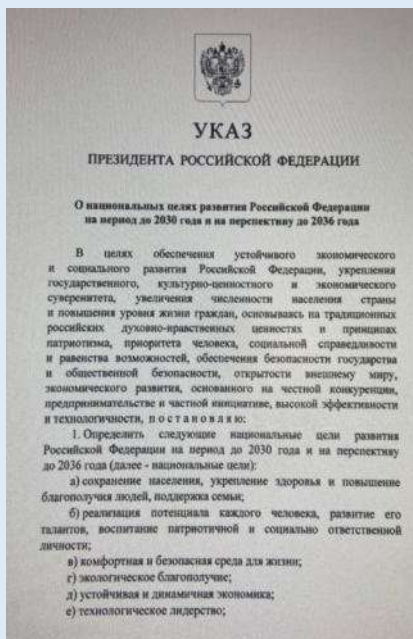 УКАЗ
ПРЕЗИДЕНТА РОССИЙСКОЙ ФЕДЕРАЦИИ
О национальных целях развития Российской Федерации
на период до 2030 года и на перспективу до 2036 года
В целях обеспечения устойчивого экономического
и социального развития Российской Федерации, укрепления
государственного, культурно-ценностного и экономического
суверенитета, увеличения численности населения страны
и повышения уровня жизни граждан, основываясь на традиционных
российских духовно-нравственных ценностях и принципах
патриотизма, приоритета человека, социальной справедливости
и равенства возможностей, обеспечения безопасности государства
и общественной безопасности, открытости внешнему миру,
экономического развития, основанного на честной конкуренции,
предпринимательстве и частной инициативе, высокой эффективности
и технологичности, п о с т а н о в л я ю:
1. Определить следующие национальные цели развития
Российской Федерации на период до 2030 года и на перспективу
до 2036 года (далее - национальные цели):
а) сохранение населения, укрепление здоровья и повышение
благополучия людей, поддержка семьи;
б) реализация потенциала каждого человека, развитие его
талантов, воспитание патриотичной и социально ответственной
личности;
в) комфортная и безопасная среда для жизни;
г) экологическое благополучие;
д) устойчивая и динамичная экономика;
е) технологическое лидерство;